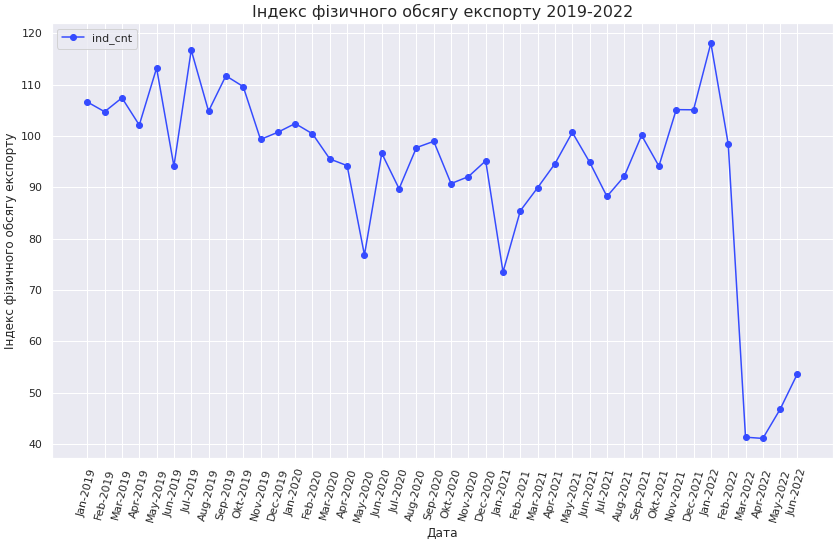 Індекс фізичного обсягу експорту 2019-2022
ind_cnt
Індекс фізичного обсягу експорту
120
110
100
90
80
70
60
50
40
Jan-2019
Feb-2019
Mar-2019
Apr-2019
May-2019
Jun-2019
Jul-2019
Aug-2019
Sep-2019
Okt-2019
Nov-2019
Dec-2019
Jan-2020
Feb-2020
Mar-2020
Apr-2020
May-2020
Jun-2020
Jul-2020
Aug-2020
Sep-2020
Okt-2020
Nov-2020
Dec-2020
Jan-2021
Feb-2021
Mar-2021
Apr-2021
May-2021
Jun-2021
Jul-2021
Aug-2021
Sep-2021
Okt-2021
Nov-2021
Dec-2021
Jan-2022
Feb-2022
Mar-2022
Apr-2022
May-2022
Jun-2022
Дата